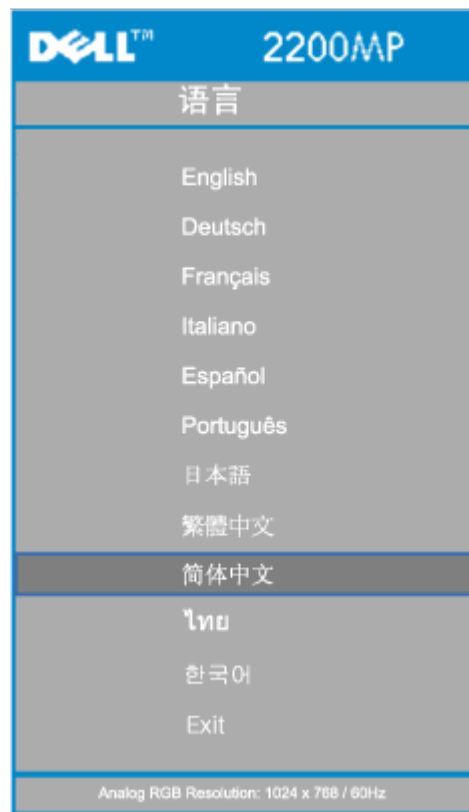 DELL™ 2200MP
语言
English
Deutsch
Français
Italiano
Español
Português
日本語
繁體中文
简体中文
ไทย
한국어
Exit
Analog RGB Resolution: 1024 x 768 / 60Hz